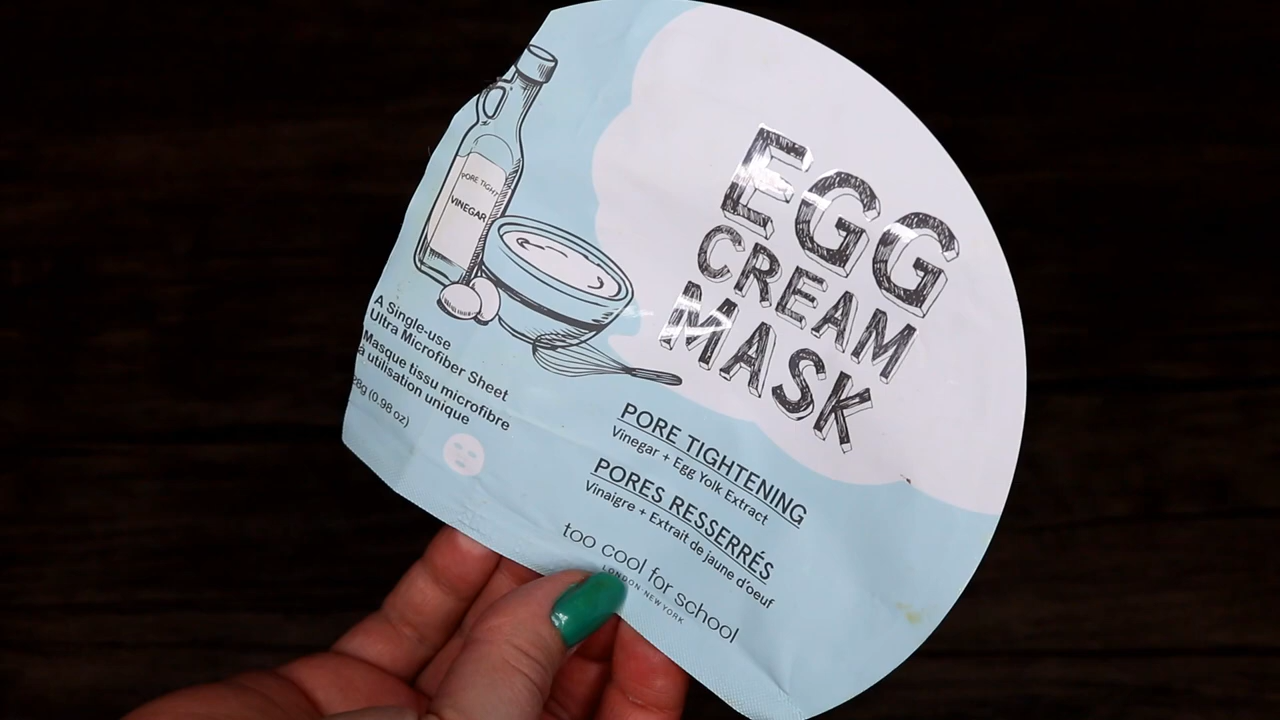 PORE TIGHT
VINEGAR
EGG
CREAM
MASK
A Single-use
Ultra Microfiber Sheet
Masque tissu microfibre
à utilisation unique
28g (0.98 oz)
PORE TIGHTENING
Vinegar + Egg Yolk Extract
PORES RESSERRÉS
Vinaigre + Extrait de jaune d'oeuf
too cool for school
LONDON NEWYORK